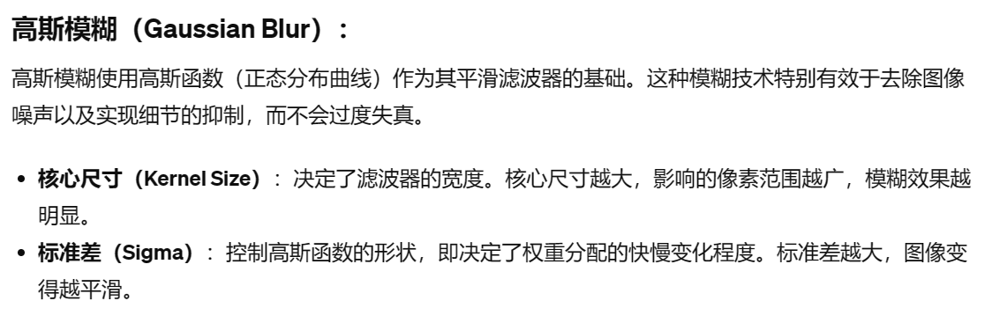 高斯模糊（Gaussian Blur）：
高斯模糊使用高斯函数（正态分布曲线）作为其平滑滤波器的基础。这种模糊技术特别有效于去除图像
噪声以及实现细节的抑制，而不会过度失真。
• 核心尺寸（Kernel Size）：决定了滤波器的宽度。核心尺寸越大，影响的像素范围越广，模糊效果越
明显。
• 标准差（Sigma）：控制高斯函数的形状，即决定了权重分配的快慢变化程度。标准差越大，图像变
得越平滑。